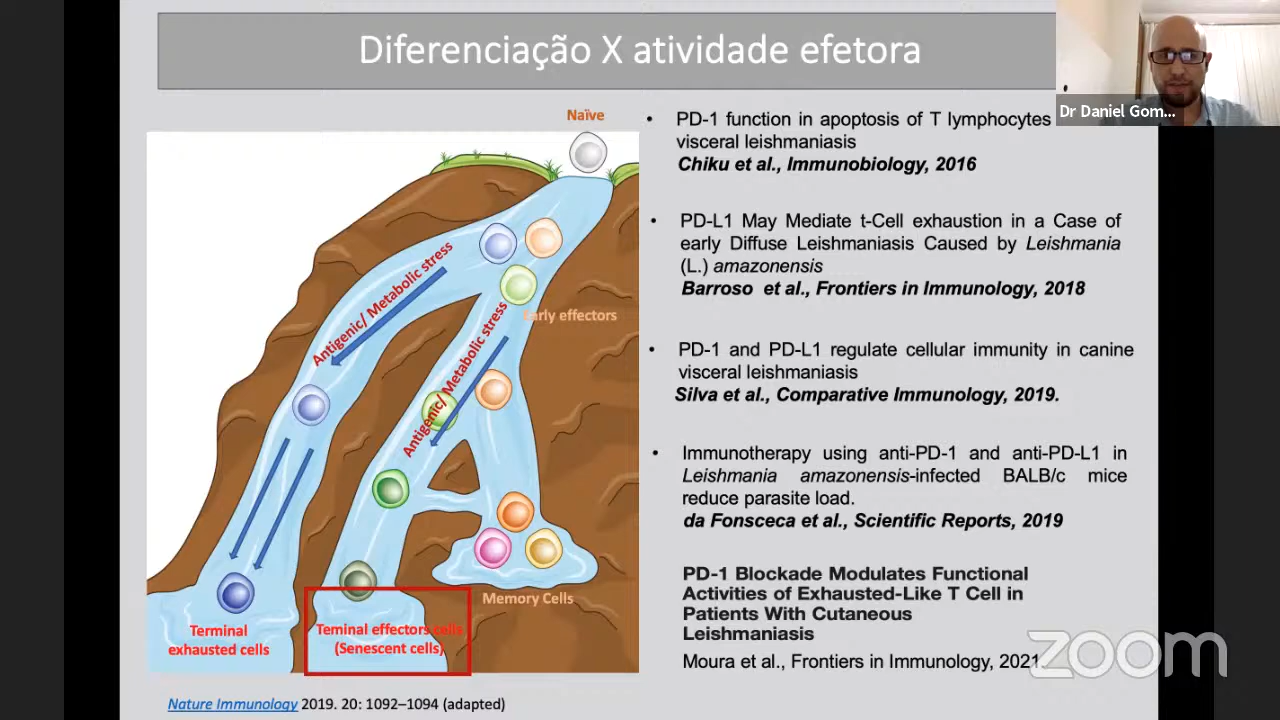 Diferenciação X atividade efetora
Dr Daniel Gom...
Naïve
Antigenic/ Metabolic stress
Early effectors
Antigenic/ Metabolic stress
Memory Cells
Terminal
exhausted cells
Teminal effectors cells
(Senescent cells)
Nature Immunology 2019. 20: 1092–1094 (adapted)
• PD-1 function in apoptosis of T lymphocytes
visceral leishmaniasis
Chiku et al., Immunobiology, 2016
• PD-L1 May Mediate t-Cell exhaustion in a Case of
early Diffuse Leishmaniasis Caused by Leishmania
(L.) amazonensis
Barroso et al., Frontiers in Immunology, 2018
• PD-1 and PD-L1 regulate cellular immunity in canine
visceral leishmaniasis
Silva et al., Comparative Immunology, 2019.
• Immunotherapy using anti-PD-1 and anti-PD-L1 in
Leishmania amazonensis-infected BALB/c mice
reduce parasite load.
da Fonsceca et al., Scientific Reports, 2019
PD-1 Blockade Modulates Functional
Activities of Exhausted-Like T Cell in
Patients With Cutaneous
Leishmaniasis
Moura et al., Frontiers in Immunology, 2021
zoom